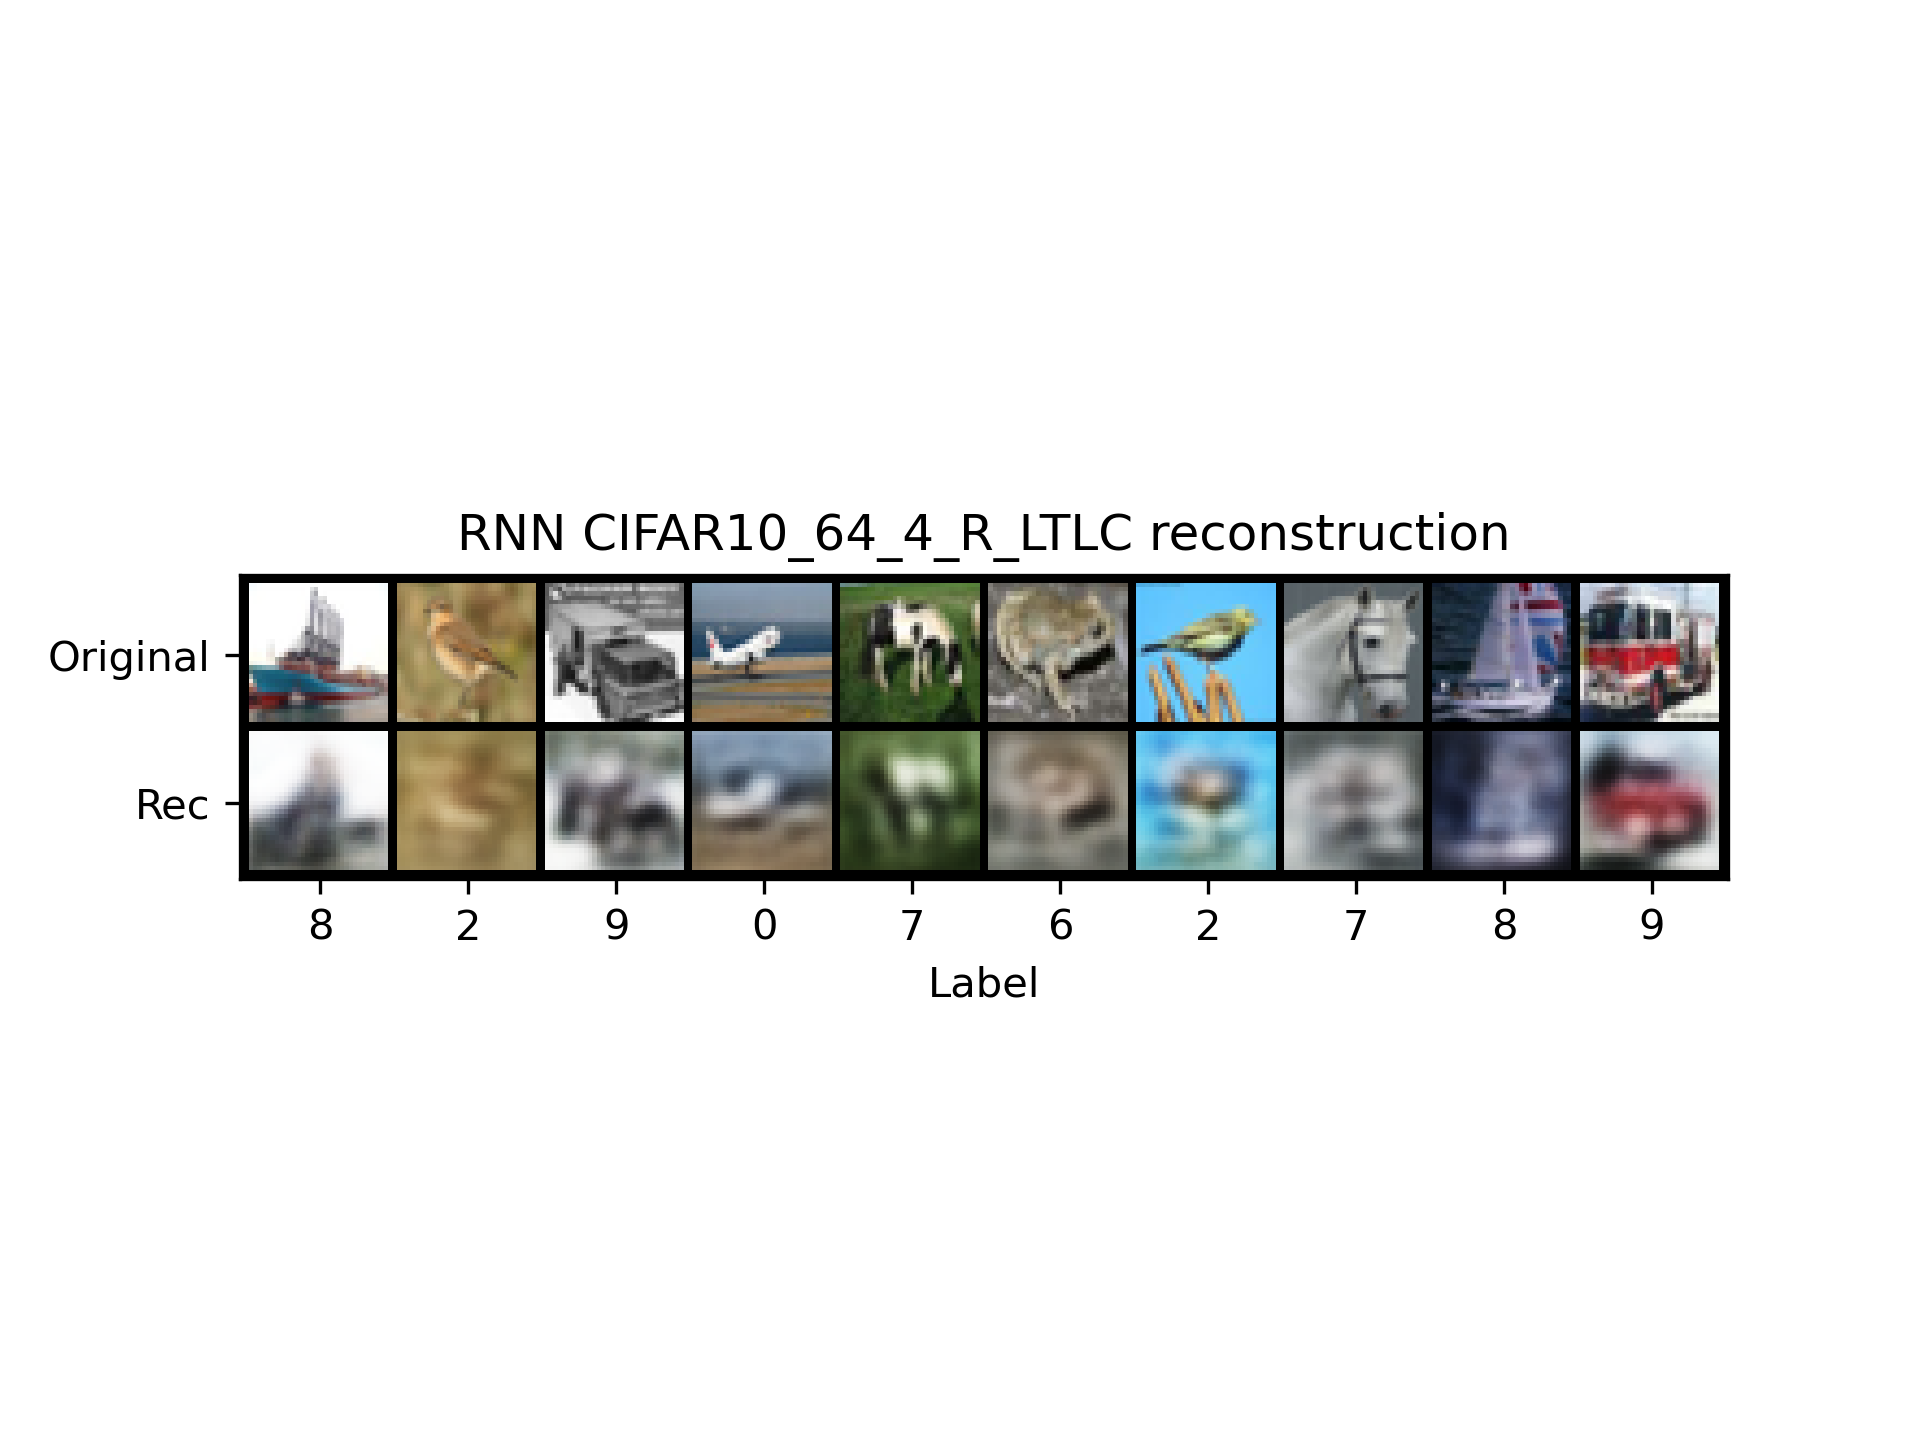 RNN CIFAR10_64_4_R_LTLC reconstruction
Original
Rec
8 2 9 0 7 6 2 7 8 9
Label